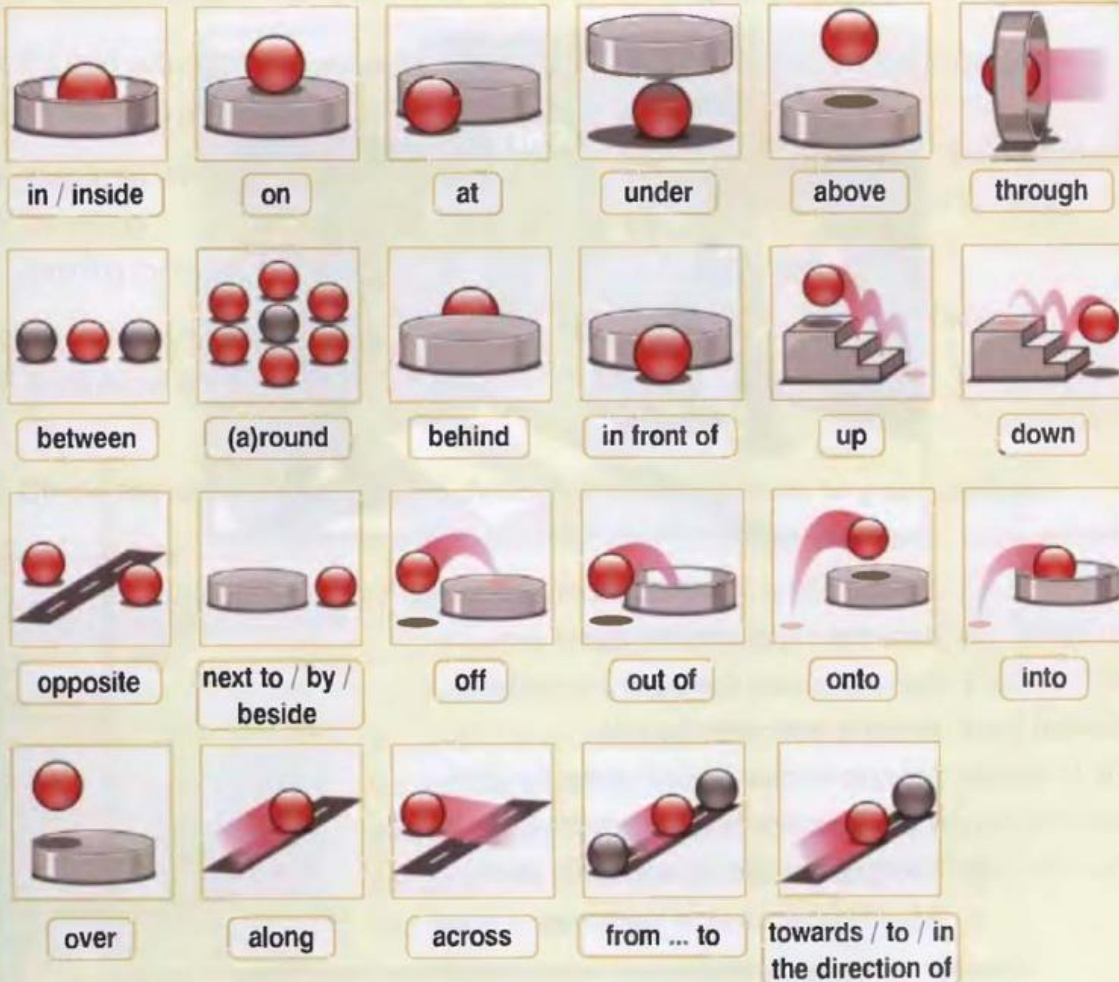 in / inside
on
at
under
above
through
between
(a)round
behind
in front of
up
down
opposite
next to / by /
beside
off
out of
onto
into
over
along
across
from ... to
towards / to / in
the direction of